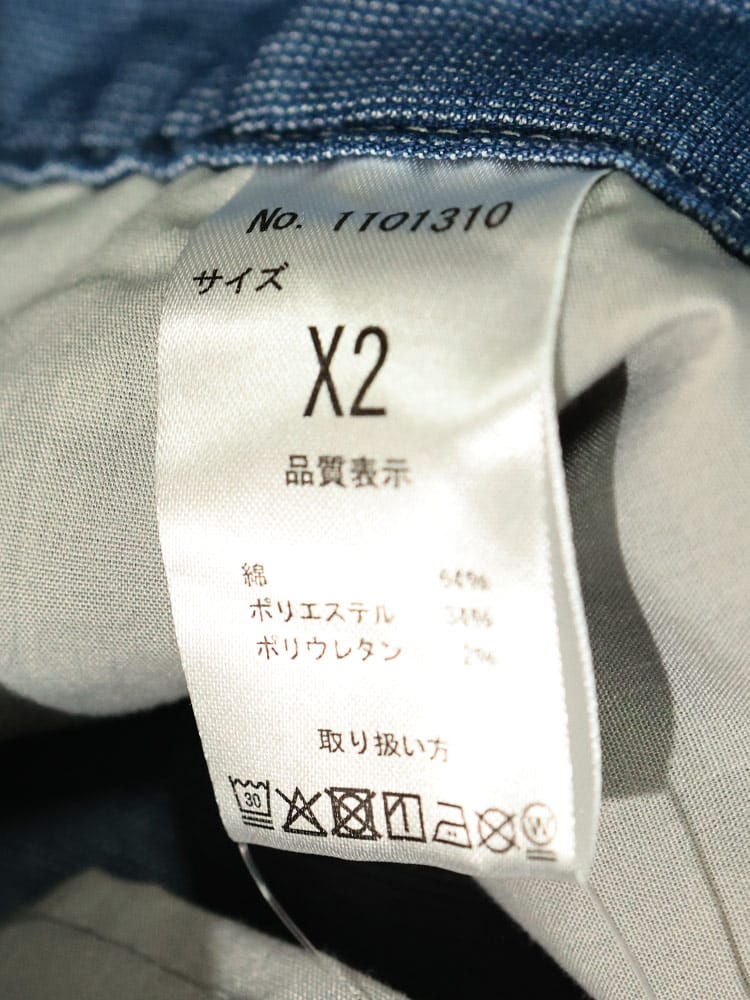 No. 1101310
サイズ
X2
品質表示
綿 64%
ポリエステル 34%
ポリウレタン 2%
取り扱い方
30
W